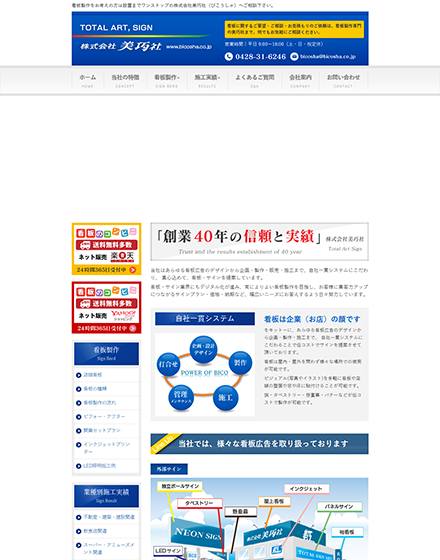 看板製作をお考えの方は設置までワンストップの株式会社美巧社（びこうしゃ）へご相談下さい。
TOTAL ART, SIGN
株式会社 美巧社 www.bicosha.co.jp
看板に関するご要望・ご相談・お見積もりのご依頼は、看板製作専門
の美巧社まで。何でもお気軽にご相談ください。
営業時間｜平日 9:00～18:00（土・日・祝定休）
0428-31-6246 bicosha@bicosha.co.jp
ホーム 当社の特徴 看板製作 施工実績 よくあるご質問 会社案内 お問い合わせ
CONCEPT SIGN BORD RESULTS Q&A COMPANY CONTACT
看板のコンビニ
送料無料多数
ネット販売 楽天
24時間365日受付中
看板のコンビニ
送料無料多数
ネット販売 YAHOO! ショッピング
24時間365日受付中
看板製作
Sign Bord
店頭看板
看板の種類
看板製作の流れ
ビフォー・アフター
開業セットプラン
インクジェットプリン
ター
LED照明施工例
業種別施工実績
Sign Result
不動産・建築・建設関連
飲食店関連
スーパー・アミューズメ
ント関連
「創業40年の信頼と実績」 株式会社美巧社
Trust and the results establishment of 40 year Total Art Sign
当社はあらゆる看板広告のデザインから企画・製作・販売・施工まで、自社一貫システムにこだわ
り、真心込めて、看板・サインを提案しています。
看板・サイン業界にもデジタル化が進み、常によりよい看板製作を目指し、お客様に集客力アップ
につながるサインプラン・価格・納期など、幅広いニーズにお答えするよう日々努力しています。
自社一貫システム
企画・設計
デザイン
打合せ
製作
POWER OF BICO
管理
メンテナンス
施工
看板は企業（お店）の顔です
をモットーに、あらゆる看板広告のデザインか
ら企画・製作・施工まで、自社一貫システムに
こだわることで低コストでサインを提案させて
頂いております。
看板は屋内・屋外を問わず様々な場所での使用
が可能です。
ビジュアル(写真やイラスト)を手軽に看板や店
舗の壁面や窓や床に貼付けることが可能です。
旗・タペストリー・懸垂幕・バナーなどが低コ
ストで製作が可能です。
当社では、様々な看板広告を取り扱っております
外部サイン
独立ポールサイン
タペストリー
懸垂幕
屋上看板
インクジェット
パネルサイン
袖看板
NEON SIGN
株式会社 美巧社
LEDサイン